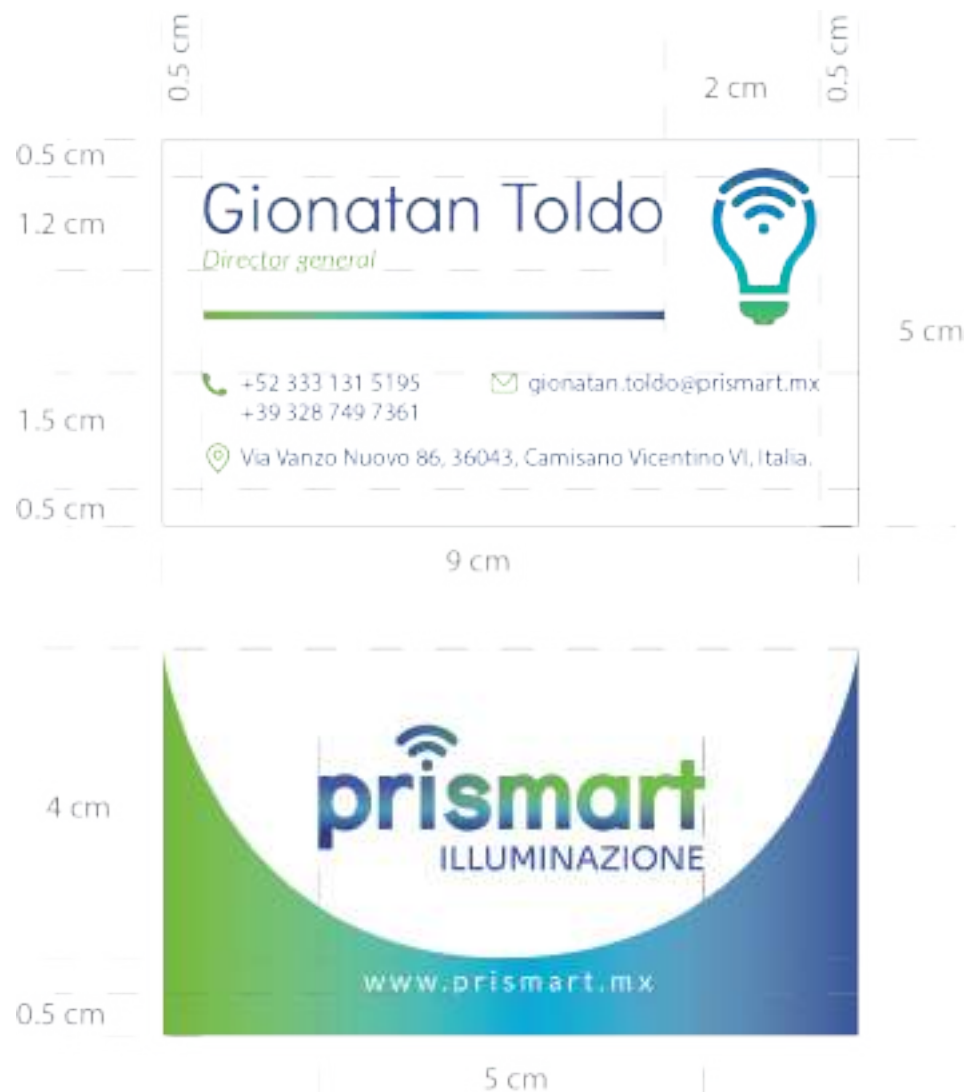 0.5 cm
0.5 cm
2 cm
0.5 cm
1.2 cm
Gionatan Toldo
Director general
5 cm
+52 333 131 5195
gionatan.toldo@prismart.mx
+39 328 749 7361
1.5 cm
Via Vanzo Nuovo 86, 36043, Camisano Vicentino VI, Italia.
0.5 cm
9 cm
4 cm
prismart
ILLUMINAZIONE
www.prismart.mx
0.5 cm
5 cm